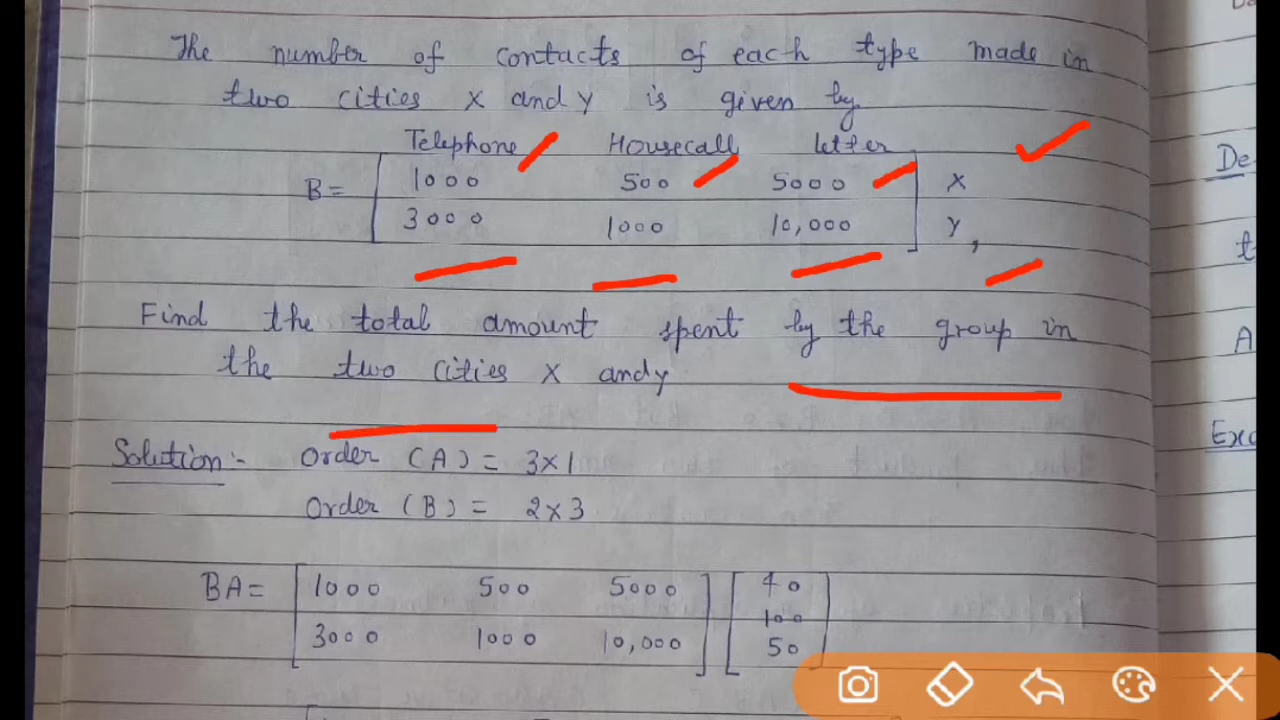 The number of contacts of each type made in
two cities X and Y is given by
Telephone Housecall letter
B = 1000 500 5000 X
3000 1000 10,000 Y,
Find the total amount spent by the group in
the two cities X and y
Solution:- Order (A) = 3×1
Order (B) = 2×3
BA = 1000 500 5000 40
100
3000 1000 10,000 50
De
t
A
Exa